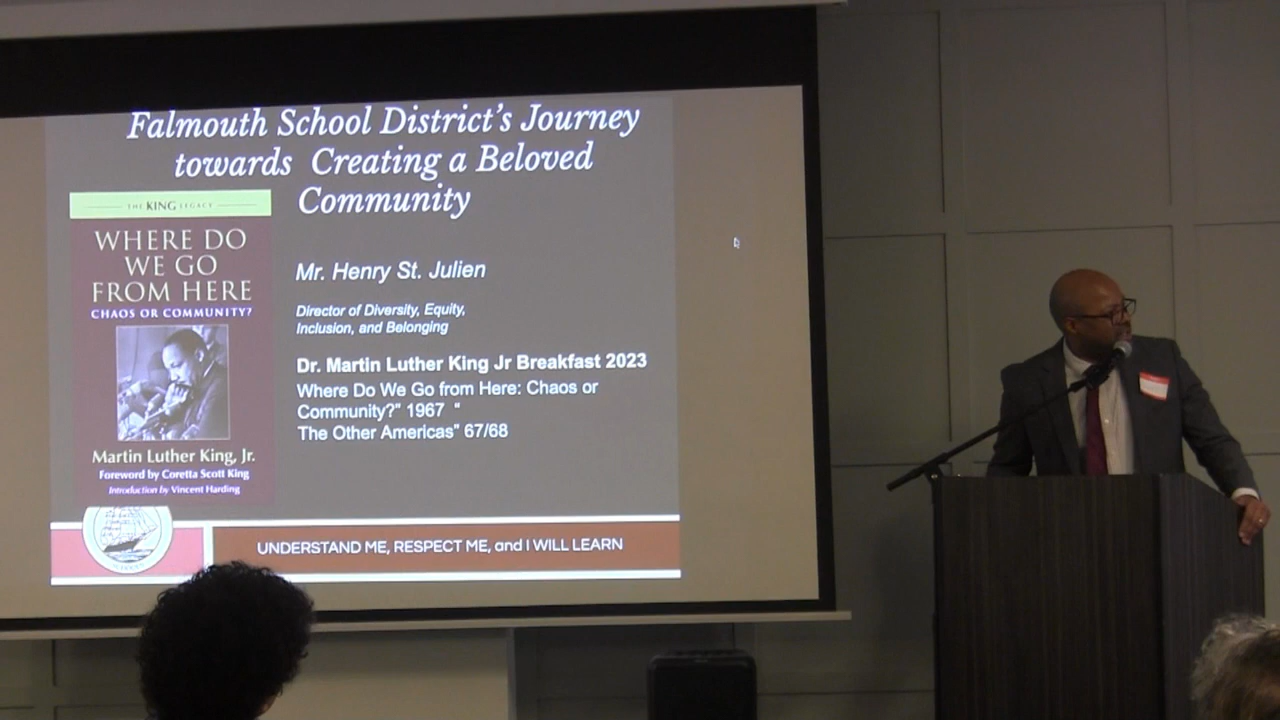 Falmouth School District's Journey
towards Creating a Beloved
Community
THE KING LEGACY
WHERE DO
WE GO
FROM HERE
CHAOS OR COMMUNITY?
Martin Luther King, Jr.
Foreword by Coretta Scott King
Introduction by Vincent Harding
Mr. Henry St. Julien
Director of Diversity, Equity,
Inclusion, and Belonging
Dr. Martin Luther King Jr Breakfast 2023
Where Do We Go from Here: Chaos or
Community?" 1967 "
The Other Americas" 67/68
UNDERSTAND ME, RESPECT ME, and I WILL LEARN